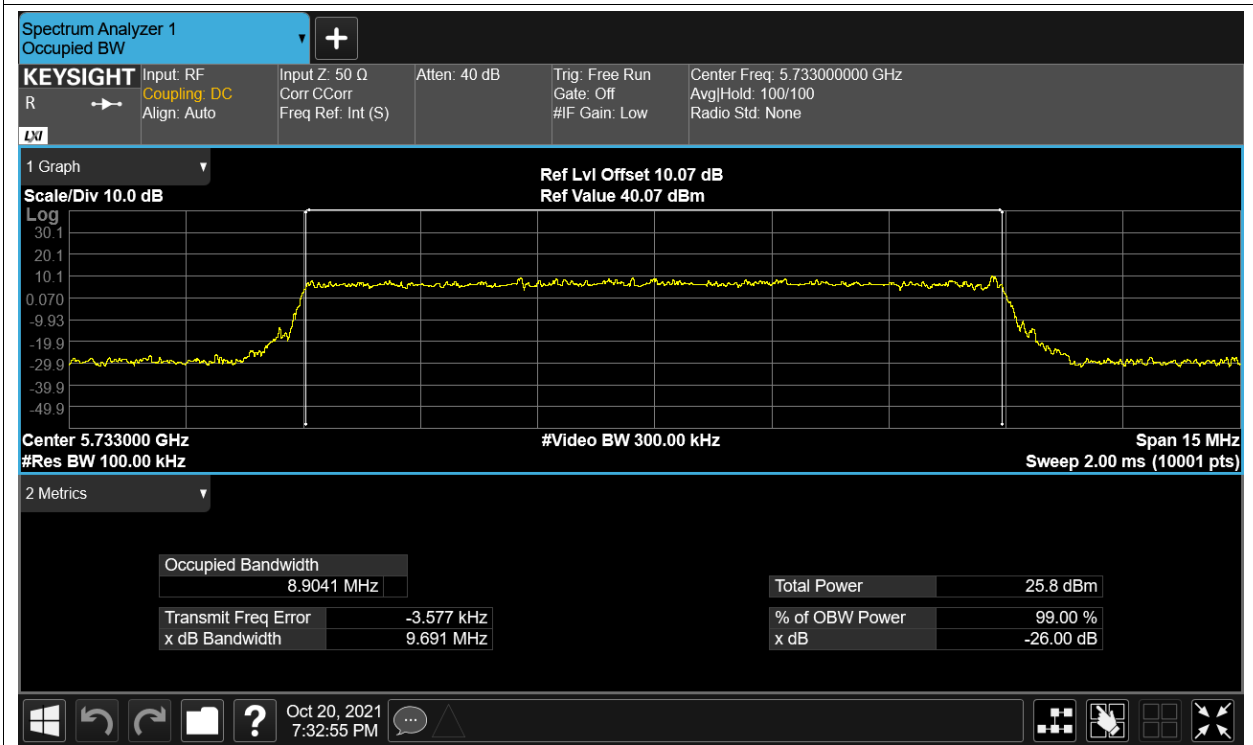 Spectrum Analyzer 1
Occupied BW
+
KEYSIGHT
R
LXI
Input: RF
Coupling: DC
Align: Auto
Input Z: 50 Ω
Corr CCorr
Freq Ref: Int (S)
Atten: 40 dB
Trig: Free Run
Gate: Off
#IF Gain: Low
Center Freq: 5.733000000 GHz
Avg|Hold: 100/100
Radio Std: None
1 Graph
Scale/Div 10.0 dB
Ref Lvl Offset 10.07 dB
Ref Value 40.07 dBm
Log
30.1
20.1
10.1
0.070
-9.93
-19.9
-29.9
-39.9
-49.9
Center 5.733000 GHz
#Res BW 100.00 kHz
#Video BW 300.00 kHz
Span 15 MHz
Sweep 2.00 ms (10001 pts)
2 Metrics
Occupied Bandwidth
8.9041 MHz
Transmit Freq Error -3.577 kHz
x dB Bandwidth 9.691 MHz
Total Power 25.8 dBm
% of OBW Power 99.00 %
x dB -26.00 dB
?
Oct 20, 2021
7:32:55 PM